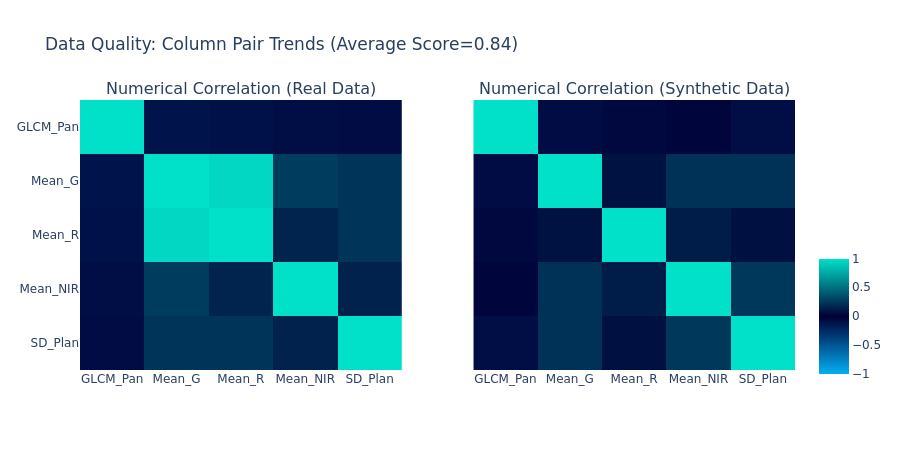 Data Quality: Column Pair Trends (Average Score=0.84)
Numerical Correlation (Real Data)
Numerical Correlation (Synthetic Data)
GLCM_Pan
Mean_G
Mean_R
Mean_NIR
SD_Plan
GLCM_Pan Mean_G Mean_R Mean_NIR SD_Plan
GLCM_Pan Mean_G Mean_R Mean_NIR SD_Plan
1
0.5
0
−0.5
−1